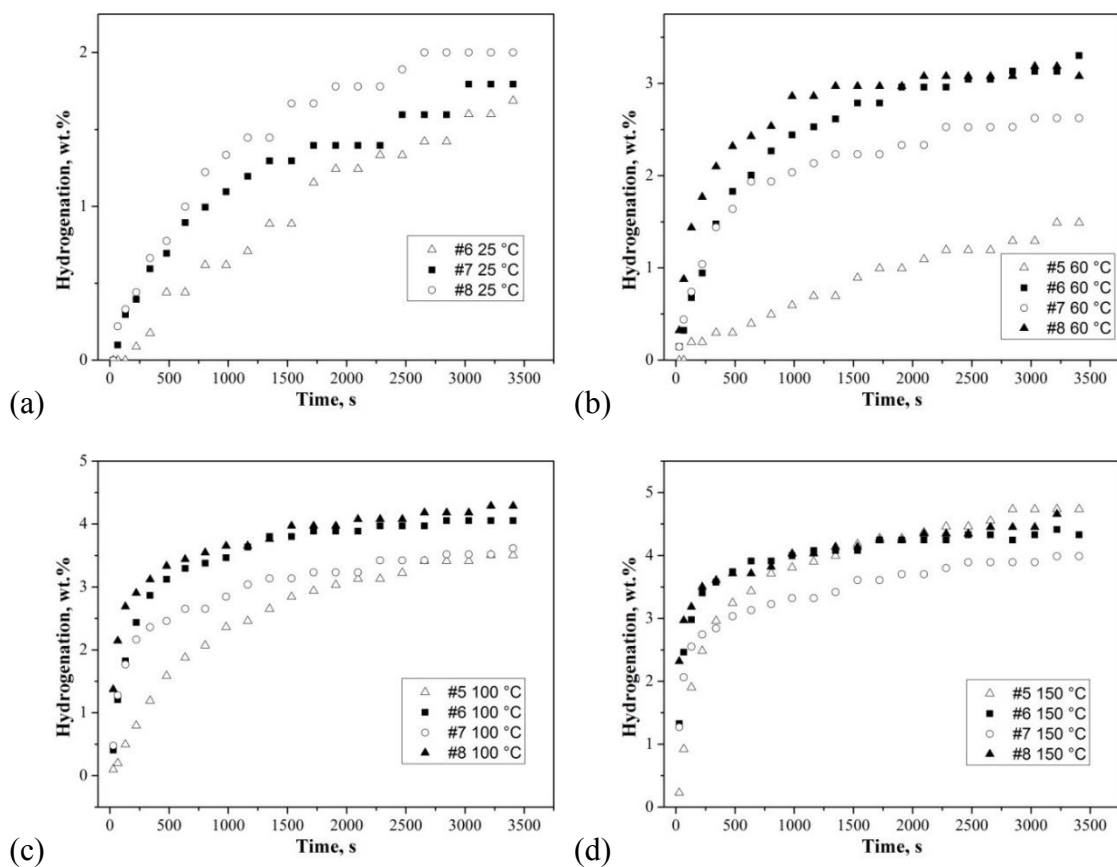 2
1
0
Hydrogenation, wt.%
0 500 1000 1500 2000 2500 3000 3500
Time, s
#6 25 °C
#7 25 °C
#8 25 °C
(a)
3
2
1
0
Hydrogenation, wt.%
0 500 1000 1500 2000 2500 3000 3500
Time, s
#5 60 °C
#6 60 °C
#7 60 °C
#8 60 °C
(b)
5
4
3
2
1
0
Hydrogenation, wt.%
0 500 1000 1500 2000 2500 3000 3500
Time, s
#5 100 °C
#6 100 °C
#7 100 °C
#8 100 °C
(c)
5
4
3
2
1
0
Hydrogenation, wt.%
0 500 1000 1500 2000 2500 3000 3500
Time, s
#5 150 °C
#6 150 °C
#7 150 °C
#8 150 °C
(d)